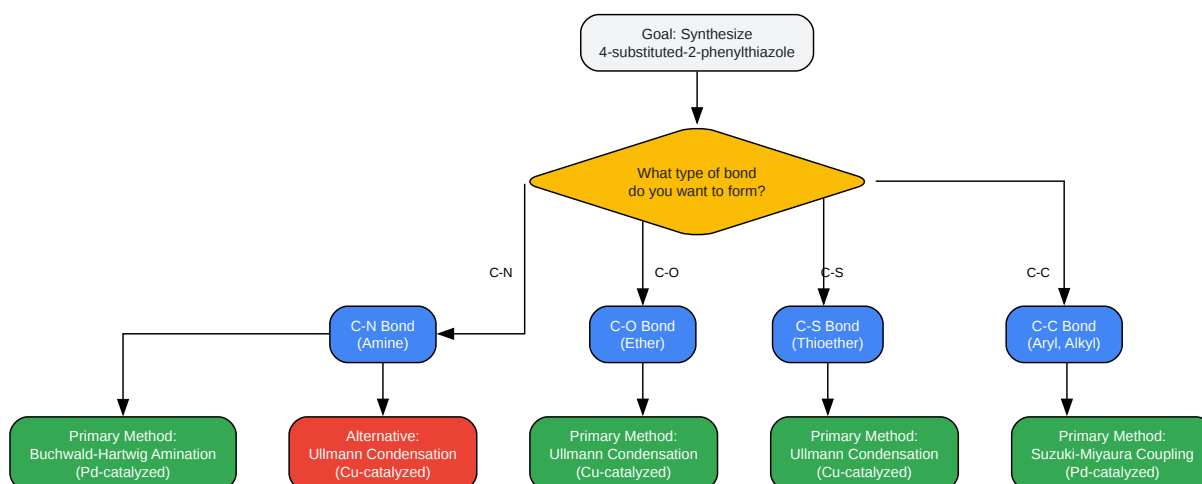 Goal: Synthesize
4-substituted-2-phenylthiazole
What type of bond
do you want to form?
C-N
C-O
C-S
C-C
C-N Bond
(Amine)
C-O Bond
(Ether)
C-S Bond
(Thioether)
C-C Bond
(Aryl, Alkyl)
Primary Method:
Buchwald-Hartwig Amination
(Pd-catalyzed)
Alternative:
Ullmann Condensation
(Cu-catalyzed)
Primary Method:
Ullmann Condensation
(Cu-catalyzed)
Primary Method:
Ullmann Condensation
(Cu-catalyzed)
Primary Method:
Suzuki-Miyaura Coupling
(Pd-catalyzed)